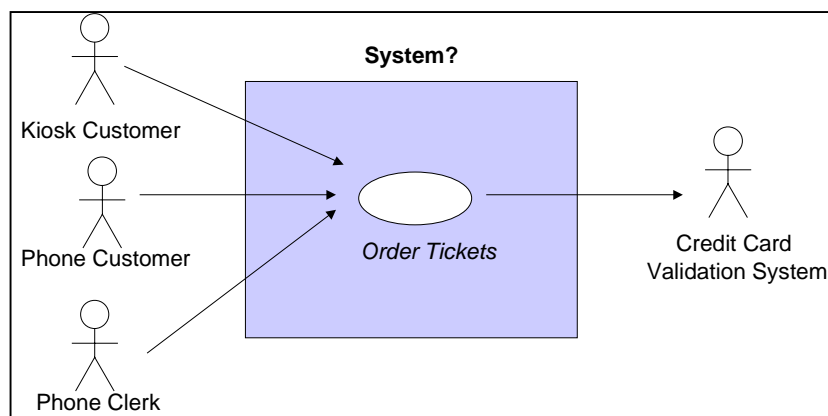 System?
Kiosk Customer
Phone Customer
Order Tickets
Credit Card
Validation System
Phone Clerk